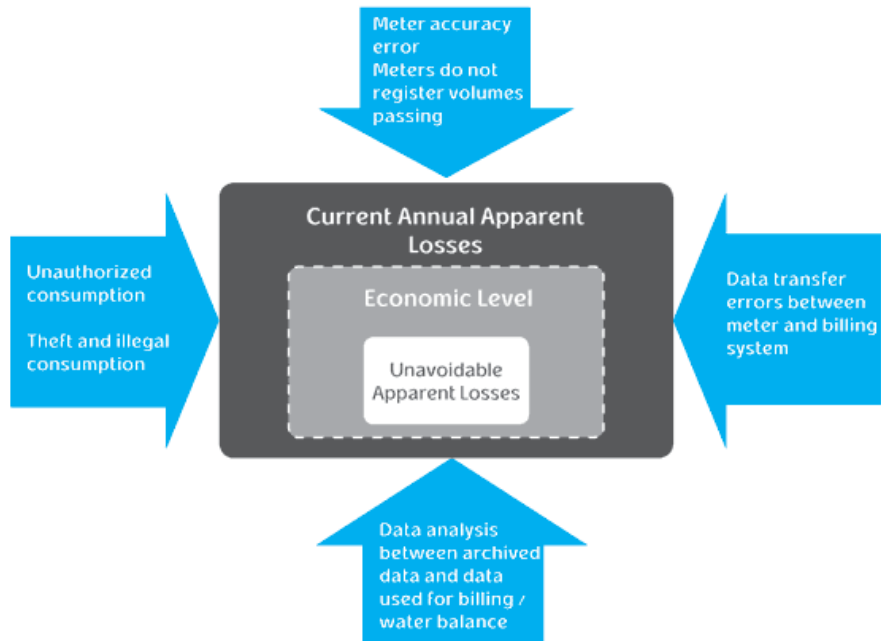 Meter accuracy
error
Meters do not
register volumes
passing
Current Annual Apparent
Losses
Unauthorized
consumption
Theft and illegal
consumption
Economic Level
Data transfer
errors between
meter and billing
system
Unavoidable
Apparent Losses
Data analysis
between archived
data and data
used for billing /
water balance